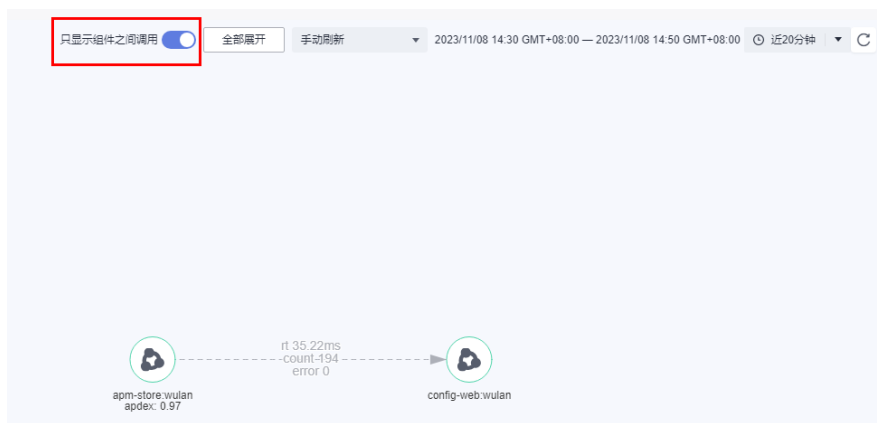 只显示组件之间调用 全部展开 手动刷新 2023/11/08 14:30 GMT+08:00 — 2023/11/08 14:50 GMT+08:00 近20分钟
rt 35.22ms
count-194
error 0
apm-store:wulan
apdex: 0.97
config-web:wulan